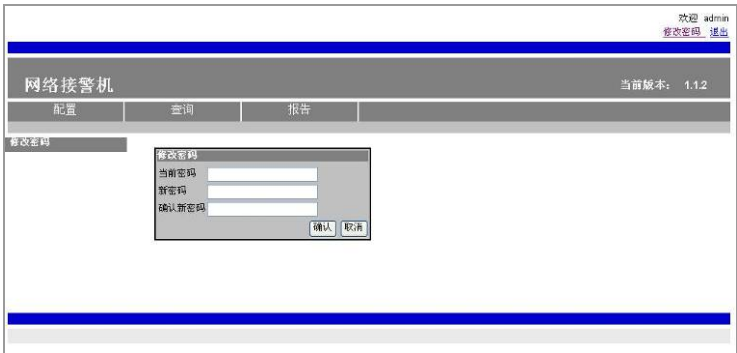 欢迎 admin
修改密码 退出
网络接警机
当前版本: 1.1.2
配置 查询 报告
修改密码
修改密码
当前密码
新密码
确认新密码
确认 取消